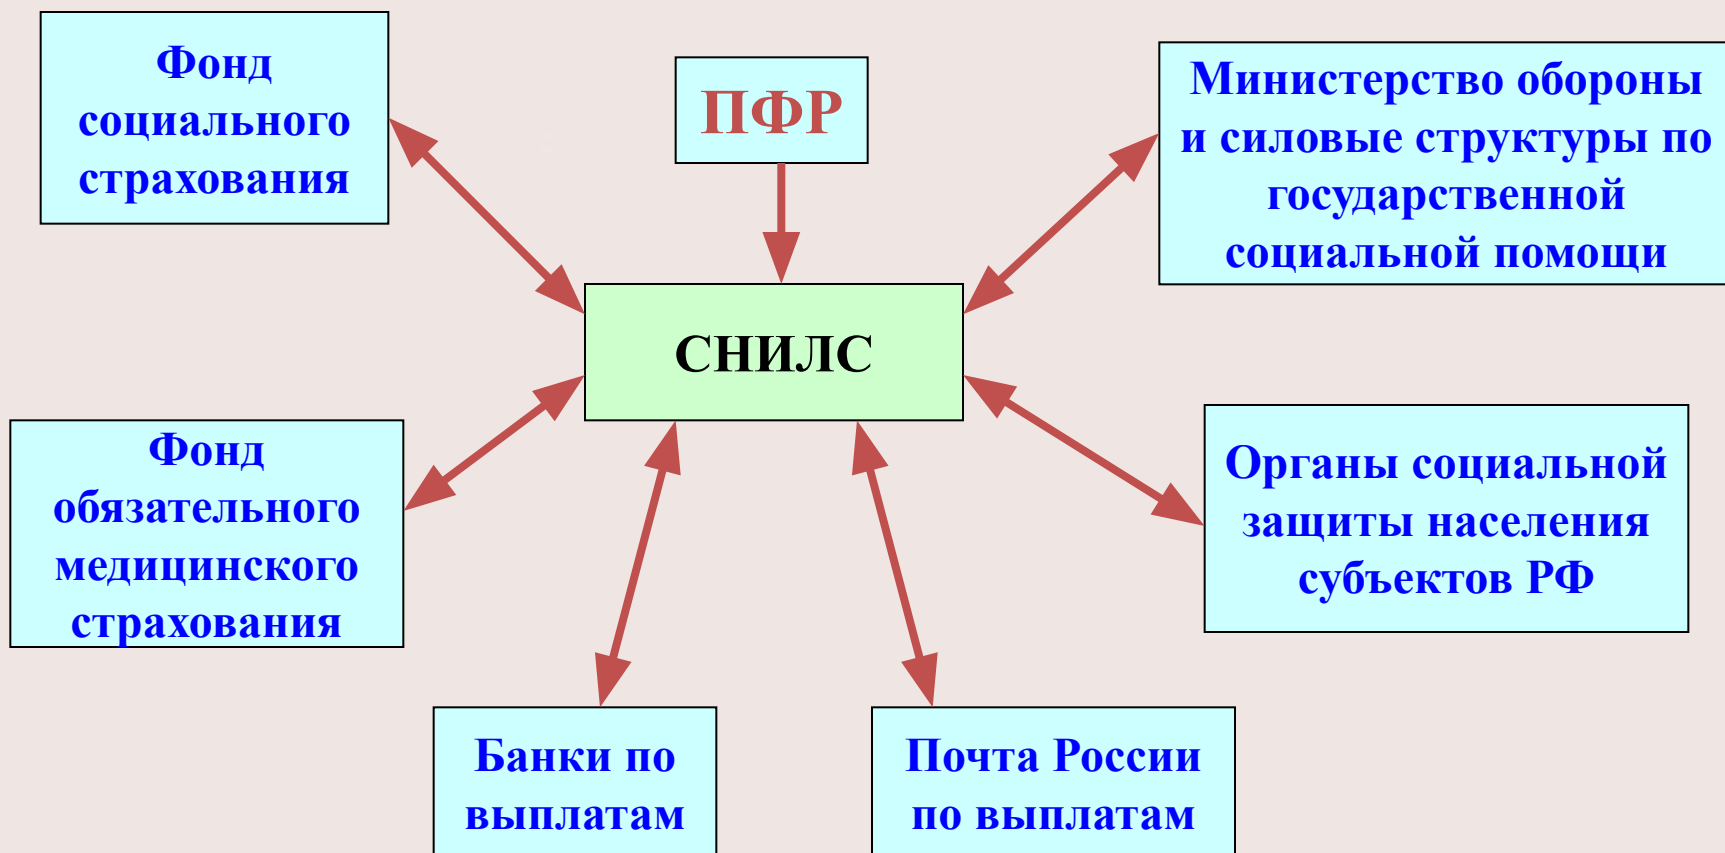 Фонд
социального
страхования
ПФР
Министерство обороны
и силовые структуры по
государственной
социальной помощи
СНИЛС
Фонд
обязательного
медицинского
страхования
Органы социальной
защиты населения
субъектов РФ
Банки по
выплатам
Почта России
по выплатам